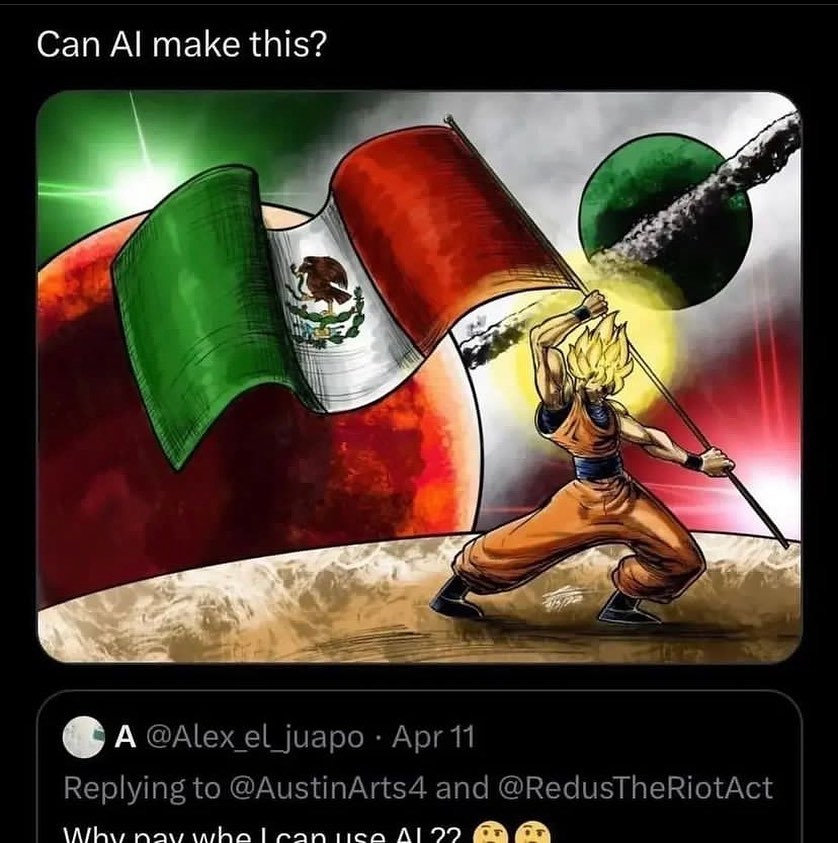 Can AI make this?
A @Alex_el_juapo · Apr 11
Replying to @AustinArts4 and @RedusTheRiotAct
Why pay whe I can use AI ?? 🤔🤔